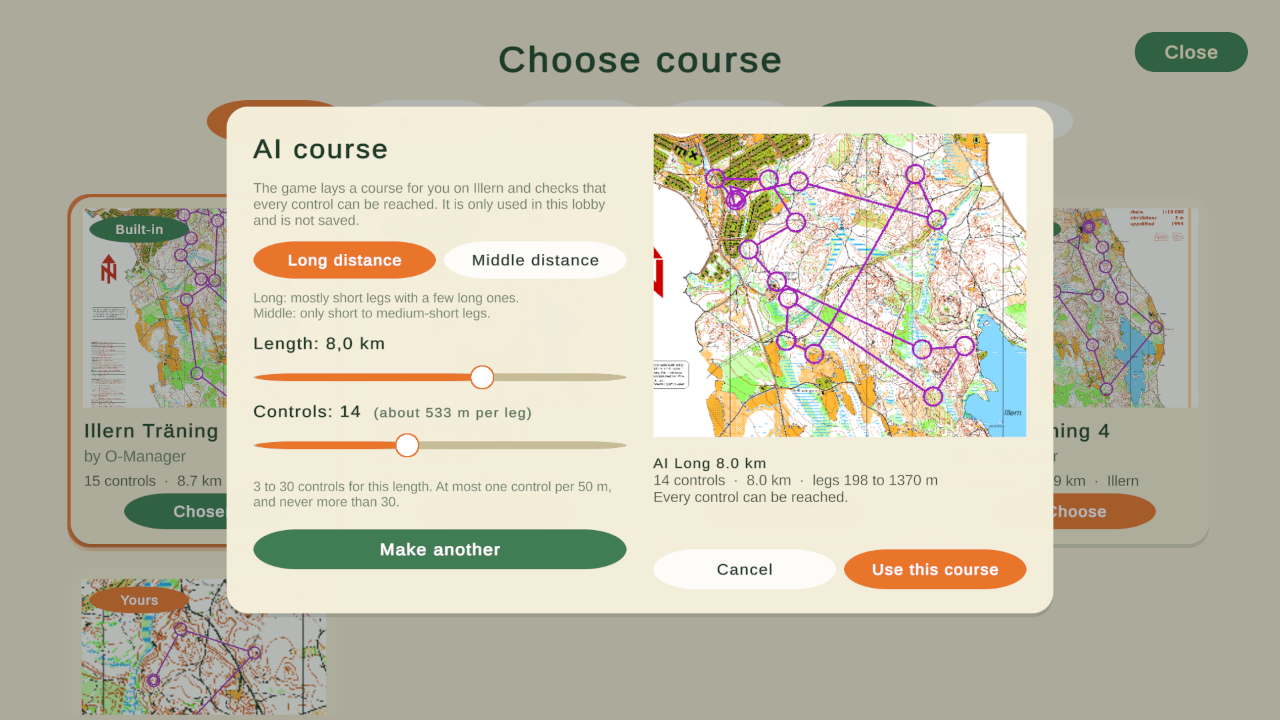 Choose course
Close
AI course
The game lays a course for you on Illern and checks that
every control can be reached. It is only used in this lobby
and is not saved.
Long distance
Middle distance
Long: mostly short legs with a few long ones.
Middle: only short to medium-short legs.
Length: 8,0 km
Controls: 14 (about 533 m per leg)
3 to 30 controls for this length. At most one control per 50 m,
and never more than 30.
Make another
Illern
AI Long 8.0 km
14 controls · 8.0 km · legs 198 to 1370 m
Every control can be reached.
Cancel
Use this course
Built-in
Illern Träning
by O-Manager
15 controls · 8.7 km
Chosen
ning 4
9 km · Illern
Choose
Yours